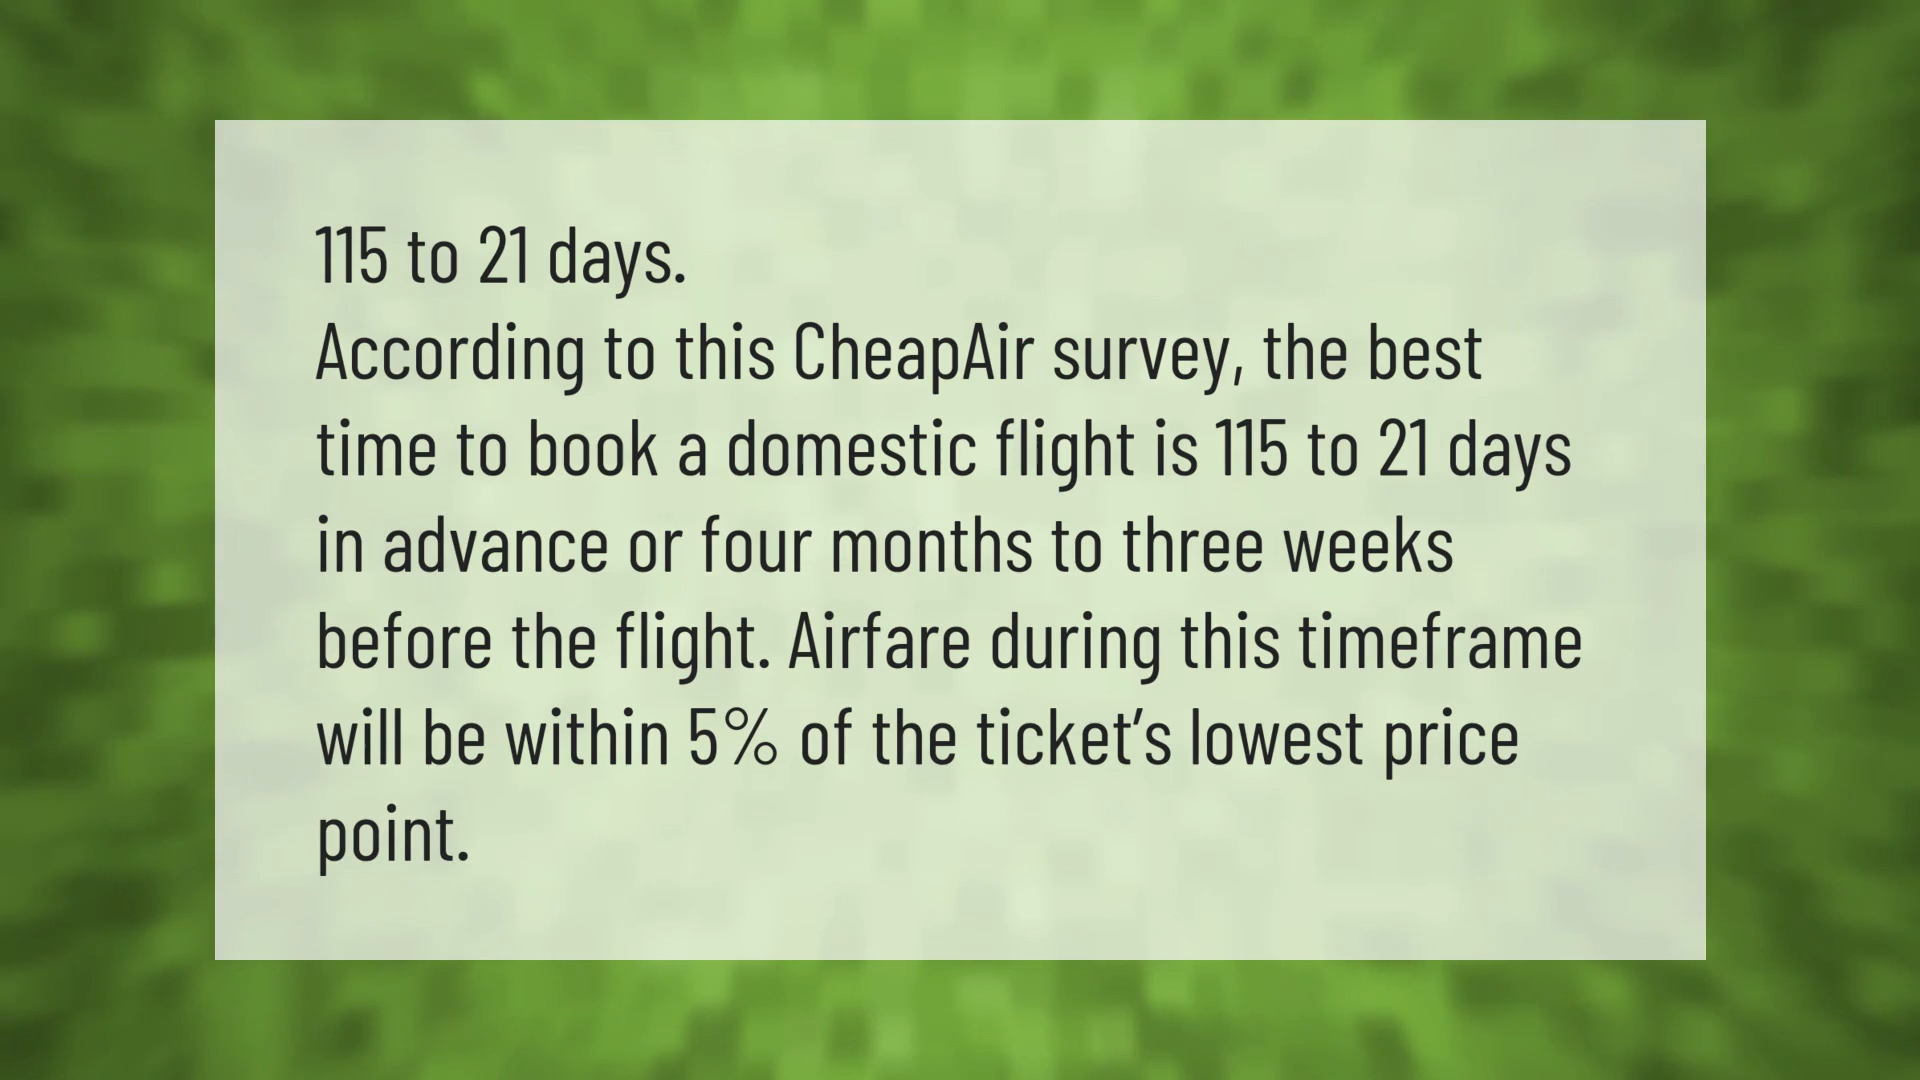 115 to 21 days.
According to this CheapAir survey, the best
time to book a domestic flight is 115 to 21 days
in advance or four months to three weeks
before the flight. Airfare during this timeframe
will be within 5% of the ticket’s lowest price
point.